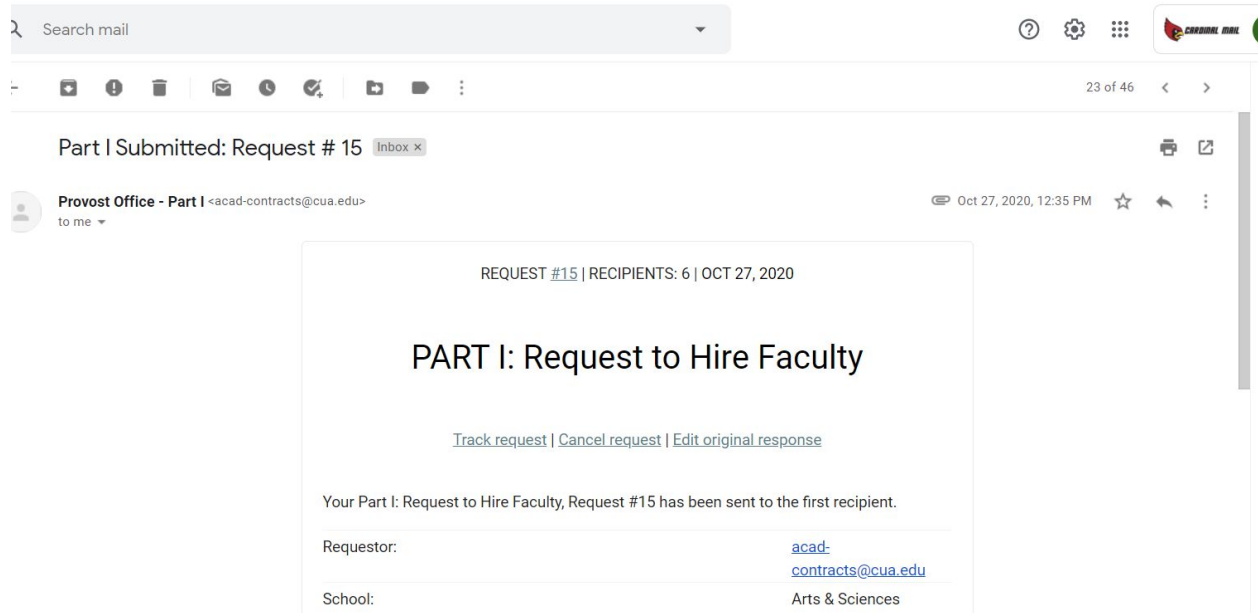 Search mail
CARDINAL MAIL
23 of 46
Part I Submitted: Request # 15 Inbox ×
Provost Office - Part I <acad-contracts@cua.edu> Oct 27, 2020, 12:35 PM
to me
REQUEST #15 | RECIPIENTS: 6 | OCT 27, 2020
PART I: Request to Hire Faculty
Track request | Cancel request | Edit original response
Your Part I: Request to Hire Faculty, Request #15 has been sent to the first recipient.
Requestor: acad-
contracts@cua.edu
School: Arts & Sciences